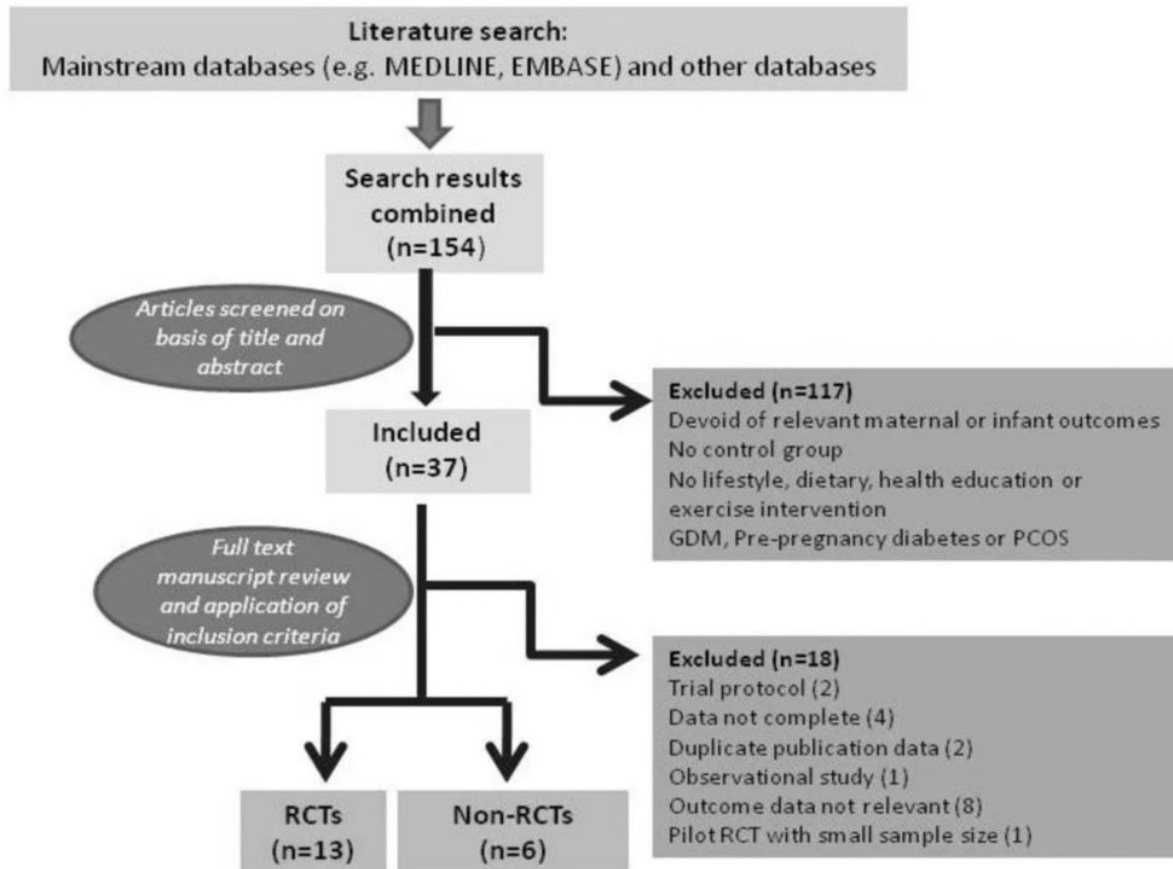 Literature search:
Mainstream databases (e.g. MEDLINE, EMBASE) and other databases
Search results
combined
(n=154)
Articles screened on
basis of title and
abstract
Excluded (n=117)
Devoid of relevant maternal or infant outcomes
No control group
No lifestyle, dietary, health education or
exercise intervention
GDM, Pre-pregnancy diabetes or PCOS
Included
(n=37)
Full text
manuscript review
and application of
inclusion criteria
Excluded (n=18)
Trial protocol (2)
Data not complete (4)
Duplicate publication data (2)
Observational study (1)
Outcome data not relevant (8)
Pilot RCT with small sample size (1)
RCTs
(n=13)
Non-RCTs
(n=6)